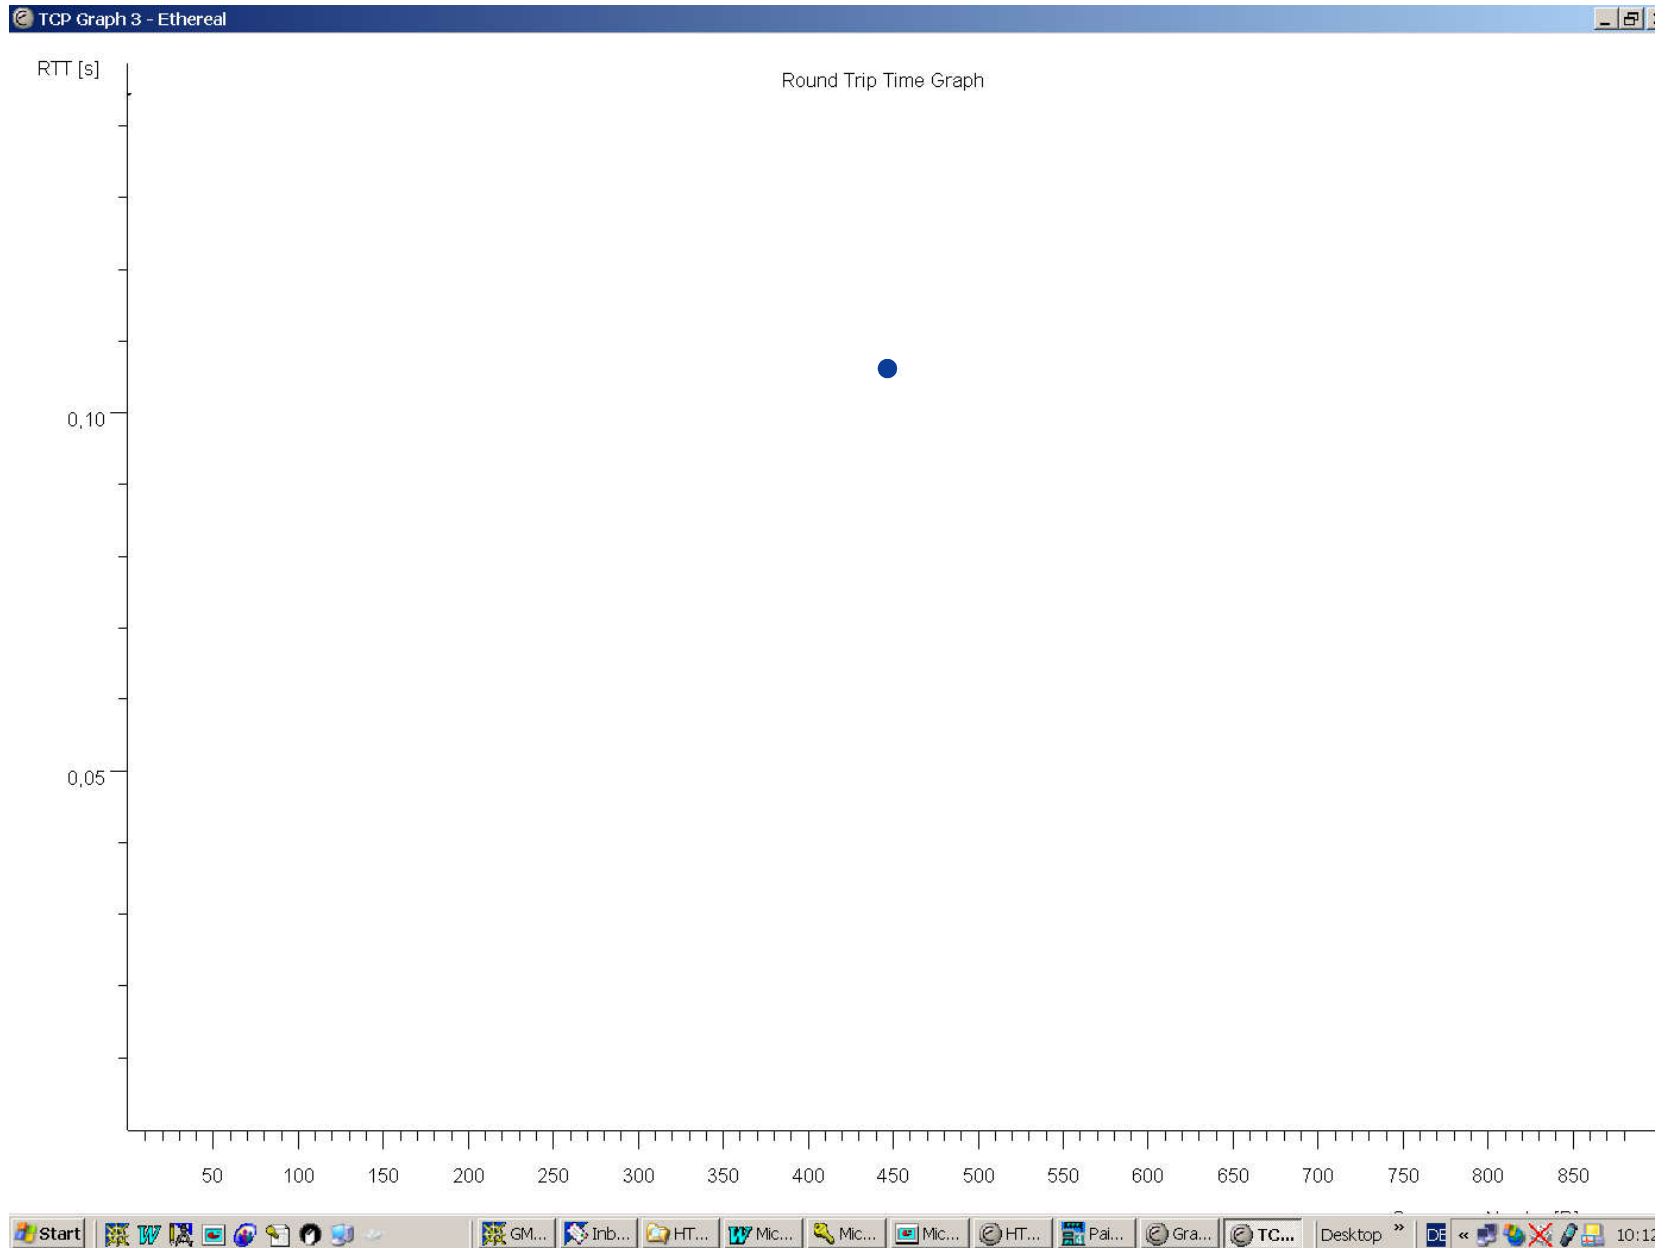 TCP Graph 3 - Ethereal
RTT [s]
Round Trip Time Graph
0,10
0,05
50 100 150 200 250 300 350 400 450 500 550 600 650 700 750 800 850
Start GM... Inb... HT... Mic... Mic... Mic... HT... Pai... Gra... TC... Desktop » DE « 10:12